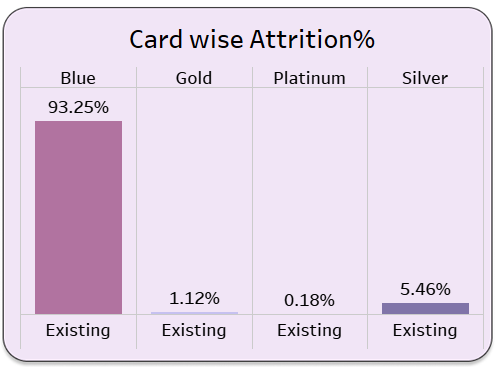 Card wise Attrition%
Blue Gold Platinum Silver
93.25%
1.12% 0.18% 5.46%
Existing Existing Existing Existing